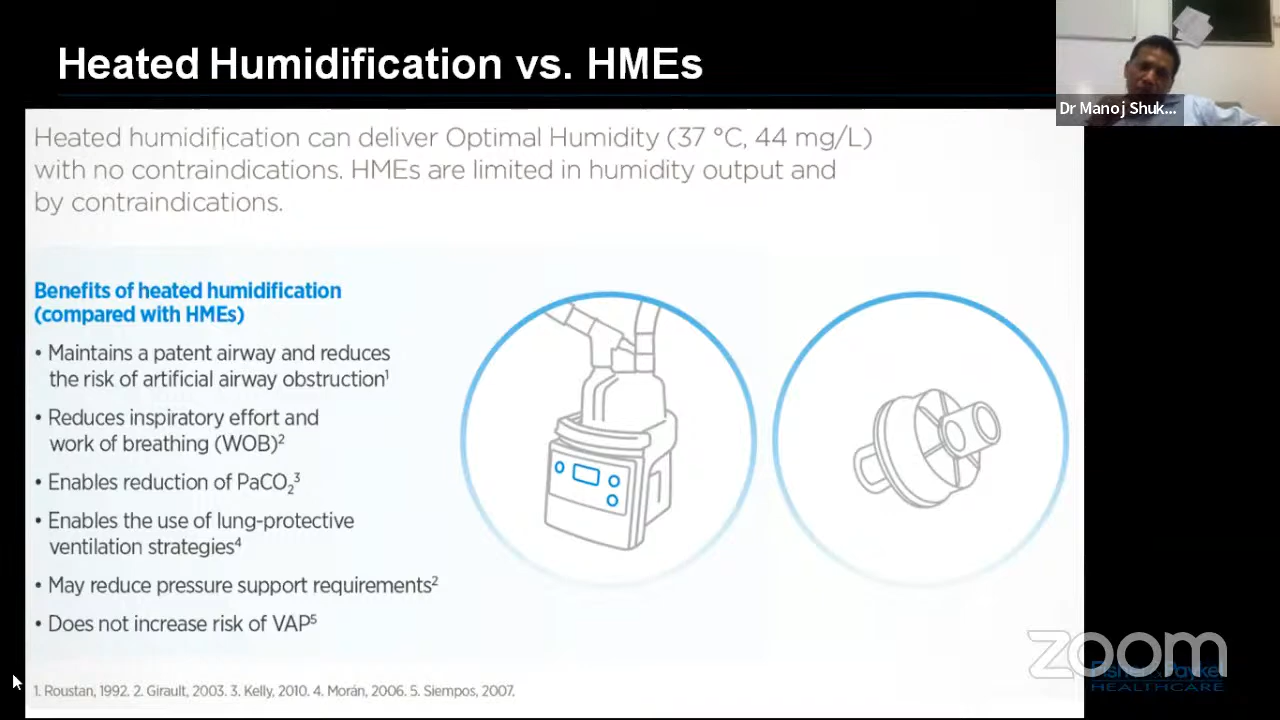 Heated Humidification vs. HMEs
Dr Manoj Shuk...
Heated humidification can deliver Optimal Humidity (37 °C, 44 mg/L)
with no contraindications. HMEs are limited in humidity output and
by contraindications.
Benefits of heated humidification
(compared with HMEs)
• Maintains a patent airway and reduces
the risk of artificial airway obstruction¹
• Reduces inspiratory effort and
work of breathing (WOB)²
• Enables reduction of PaCO₂³
• Enables the use of lung-protective
ventilation strategies⁴
• May reduce pressure support requirements²
• Does not increase risk of VAP⁵
1. Roustan, 1992. 2. Girault, 2003. 3. Kelly, 2010. 4. Morán, 2006. 5. Siempos, 2007.
zoom
Fisher & Paykel
HEALTHCARE